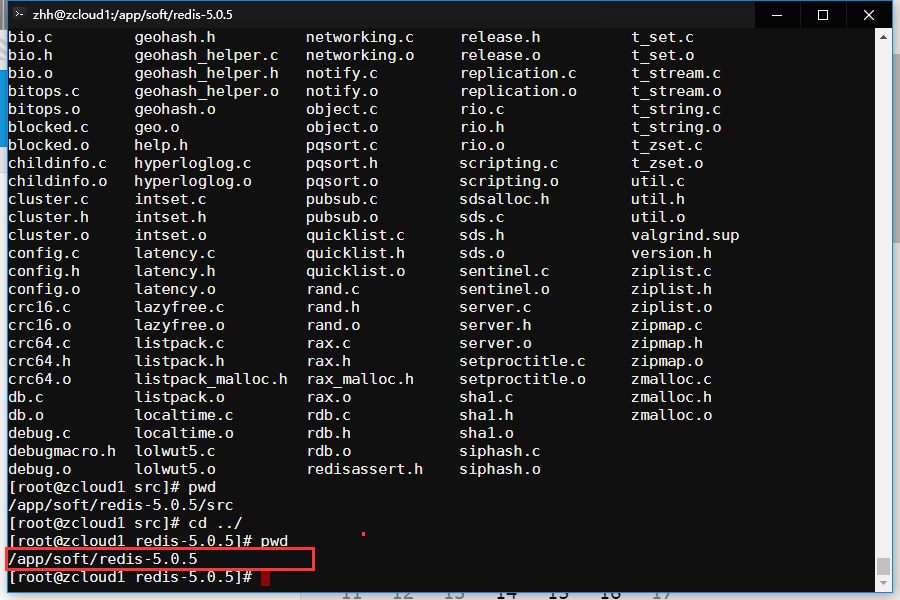 zhh@zcloud1:/app/soft/redis-5.0.5
bio.c geohash.h networking.c release.h t_set.c
bio.h geohash_helper.c networking.o release.o t_set.o
bio.o geohash_helper.h notify.c replication.c t_stream.c
bitops.c geohash_helper.o notify.o replication.o t_stream.o
bitops.o geohash.o object.c rio.c t_string.c
blocked.c geo.o object.o rio.h t_string.o
blocked.o help.h pqsort.c rio.o t_zset.c
childinfo.c hyperloglog.c pqsort.h scripting.c t_zset.o
childinfo.o hyperloglog.o pqsort.o scripting.o util.c
cluster.c intset.c pubsub.c sdsalloc.h util.h
cluster.h intset.h pubsub.o sds.c util.o
cluster.o intset.o quicklist.c sds.h valgrind.sup
config.c latency.c quicklist.h sds.o version.h
config.h latency.h quicklist.o sentinel.c ziplist.c
config.o latency.o rand.c sentinel.o ziplist.h
crc16.c lazyfree.c rand.h server.c ziplist.o
crc16.o lazyfree.o rand.o server.h zipmap.c
crc64.c listpack.c rax.c server.o zipmap.h
crc64.h listpack.h rax.h setproctitle.c zipmap.o
crc64.o listpack_malloc.h rax_malloc.h setproctitle.o zmalloc.c
db.c listpack.o rax.o sha1.c zmalloc.h
db.o localtime.c rdb.c sha1.h zmalloc.o
debug.c localtime.o rdb.h sha1.o
debugmacro.h lolwut5.c rdb.o siphash.c
debug.o lolwut5.o redisassert.h siphash.o
[root@zcloud1 src]# pwd
/app/soft/redis-5.0.5/src
[root@zcloud1 src]# cd ../
[root@zcloud1 redis-5.0.5]# pwd
/app/soft/redis-5.0.5
[root@zcloud1 redis-5.0.5]#
11 12 13 14 15 16 17